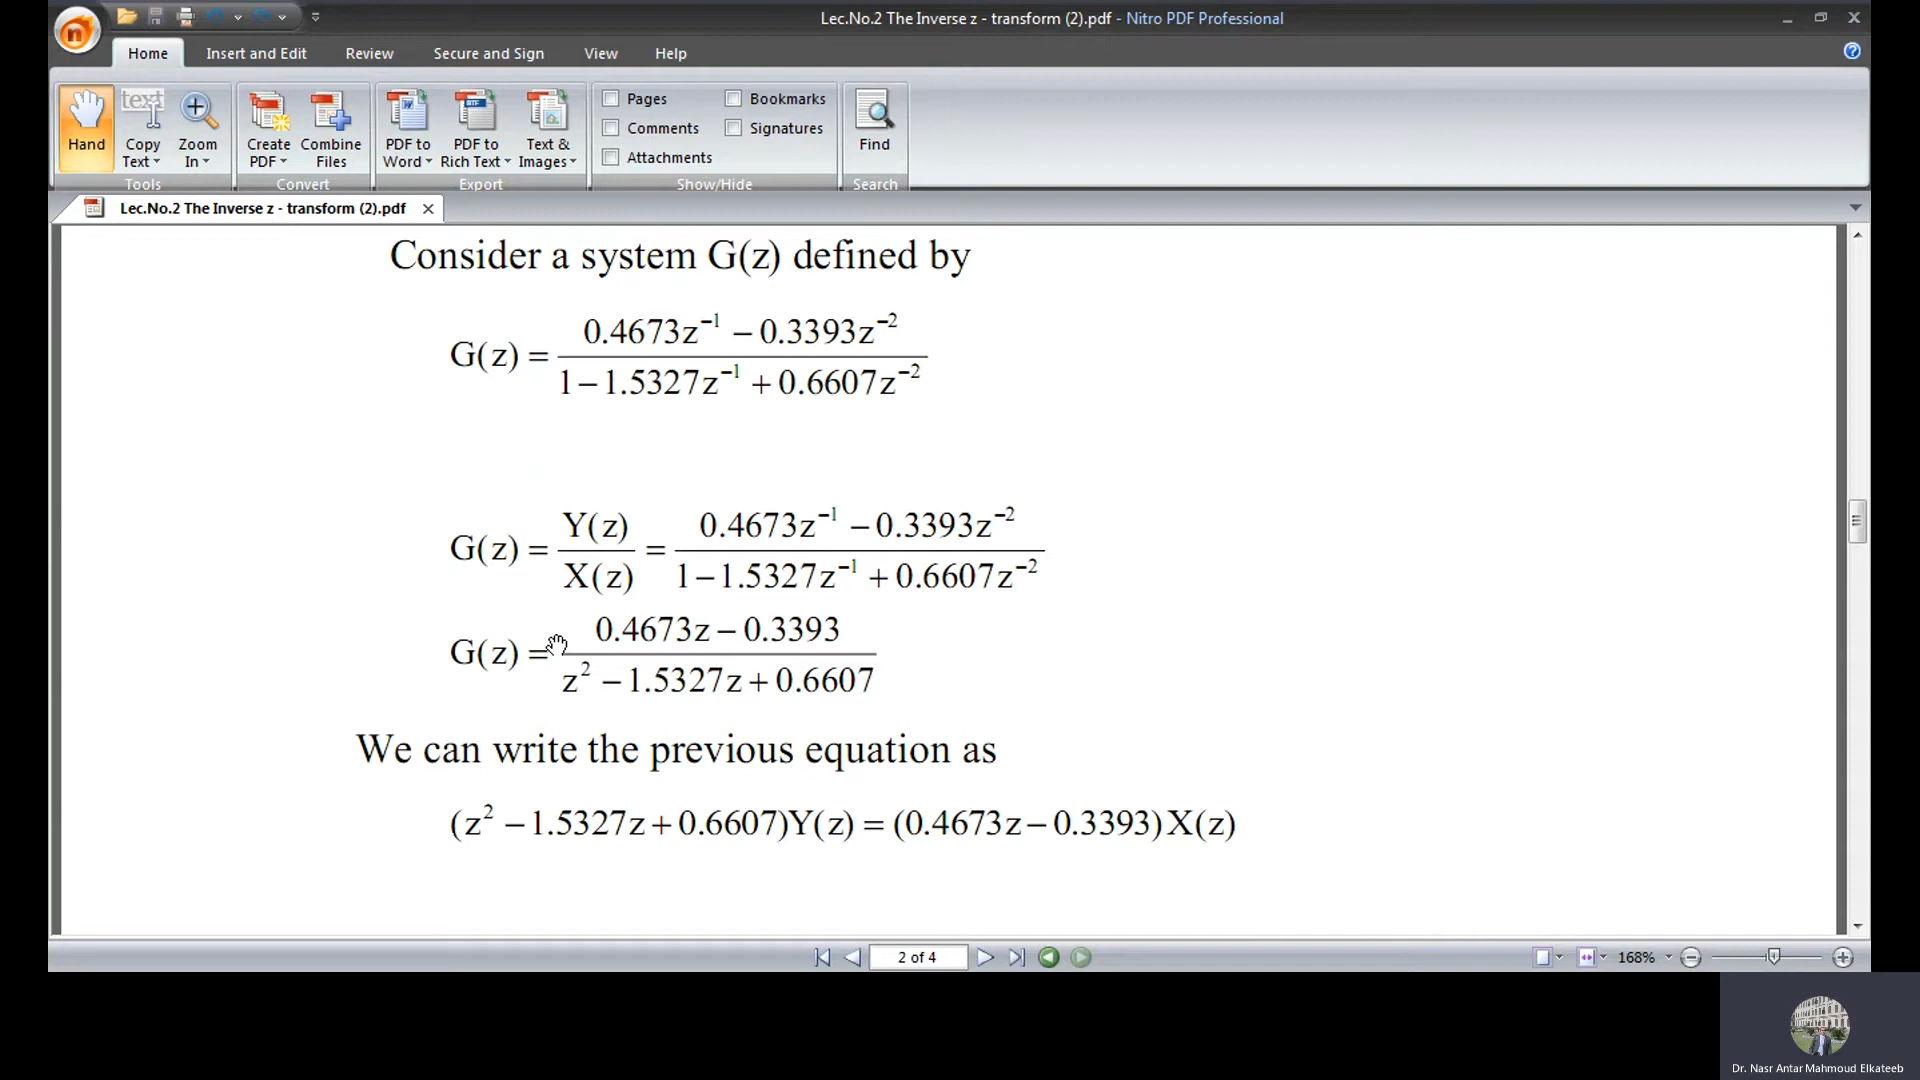 Lec.No.2 The Inverse z - transform (2).pdf - Nitro PDF Professional
Home Insert and Edit Review Secure and Sign View Help
Hand
Copy Text
Zoom In
Tools
Create PDF
Combine Files
Convert
PDF to Word
PDF to Rich Text
Text & Images
Export
Pages
Bookmarks
Comments
Signatures
Attachments
Show/Hide
Find
Search
Lec.No.2 The Inverse z - transform (2).pdf
Consider a system G(z) defined by
G(z) = (0.4673z⁻¹ − 0.3393z⁻²) / (1 − 1.5327z⁻¹ + 0.6607z⁻²)
G(z) = Y(z) / X(z) = (0.4673z⁻¹ − 0.3393z⁻²) / (1 − 1.5327z⁻¹ + 0.6607z⁻²)
G(z) = (0.4673z − 0.3393) / (z² − 1.5327z + 0.6607)
We can write the previous equation as
(z² − 1.5327z + 0.6607)Y(z) = (0.4673z − 0.3393)X(z)
2 of 4
168%
Dr. Nasr Antar Mahmoud Elkateeb